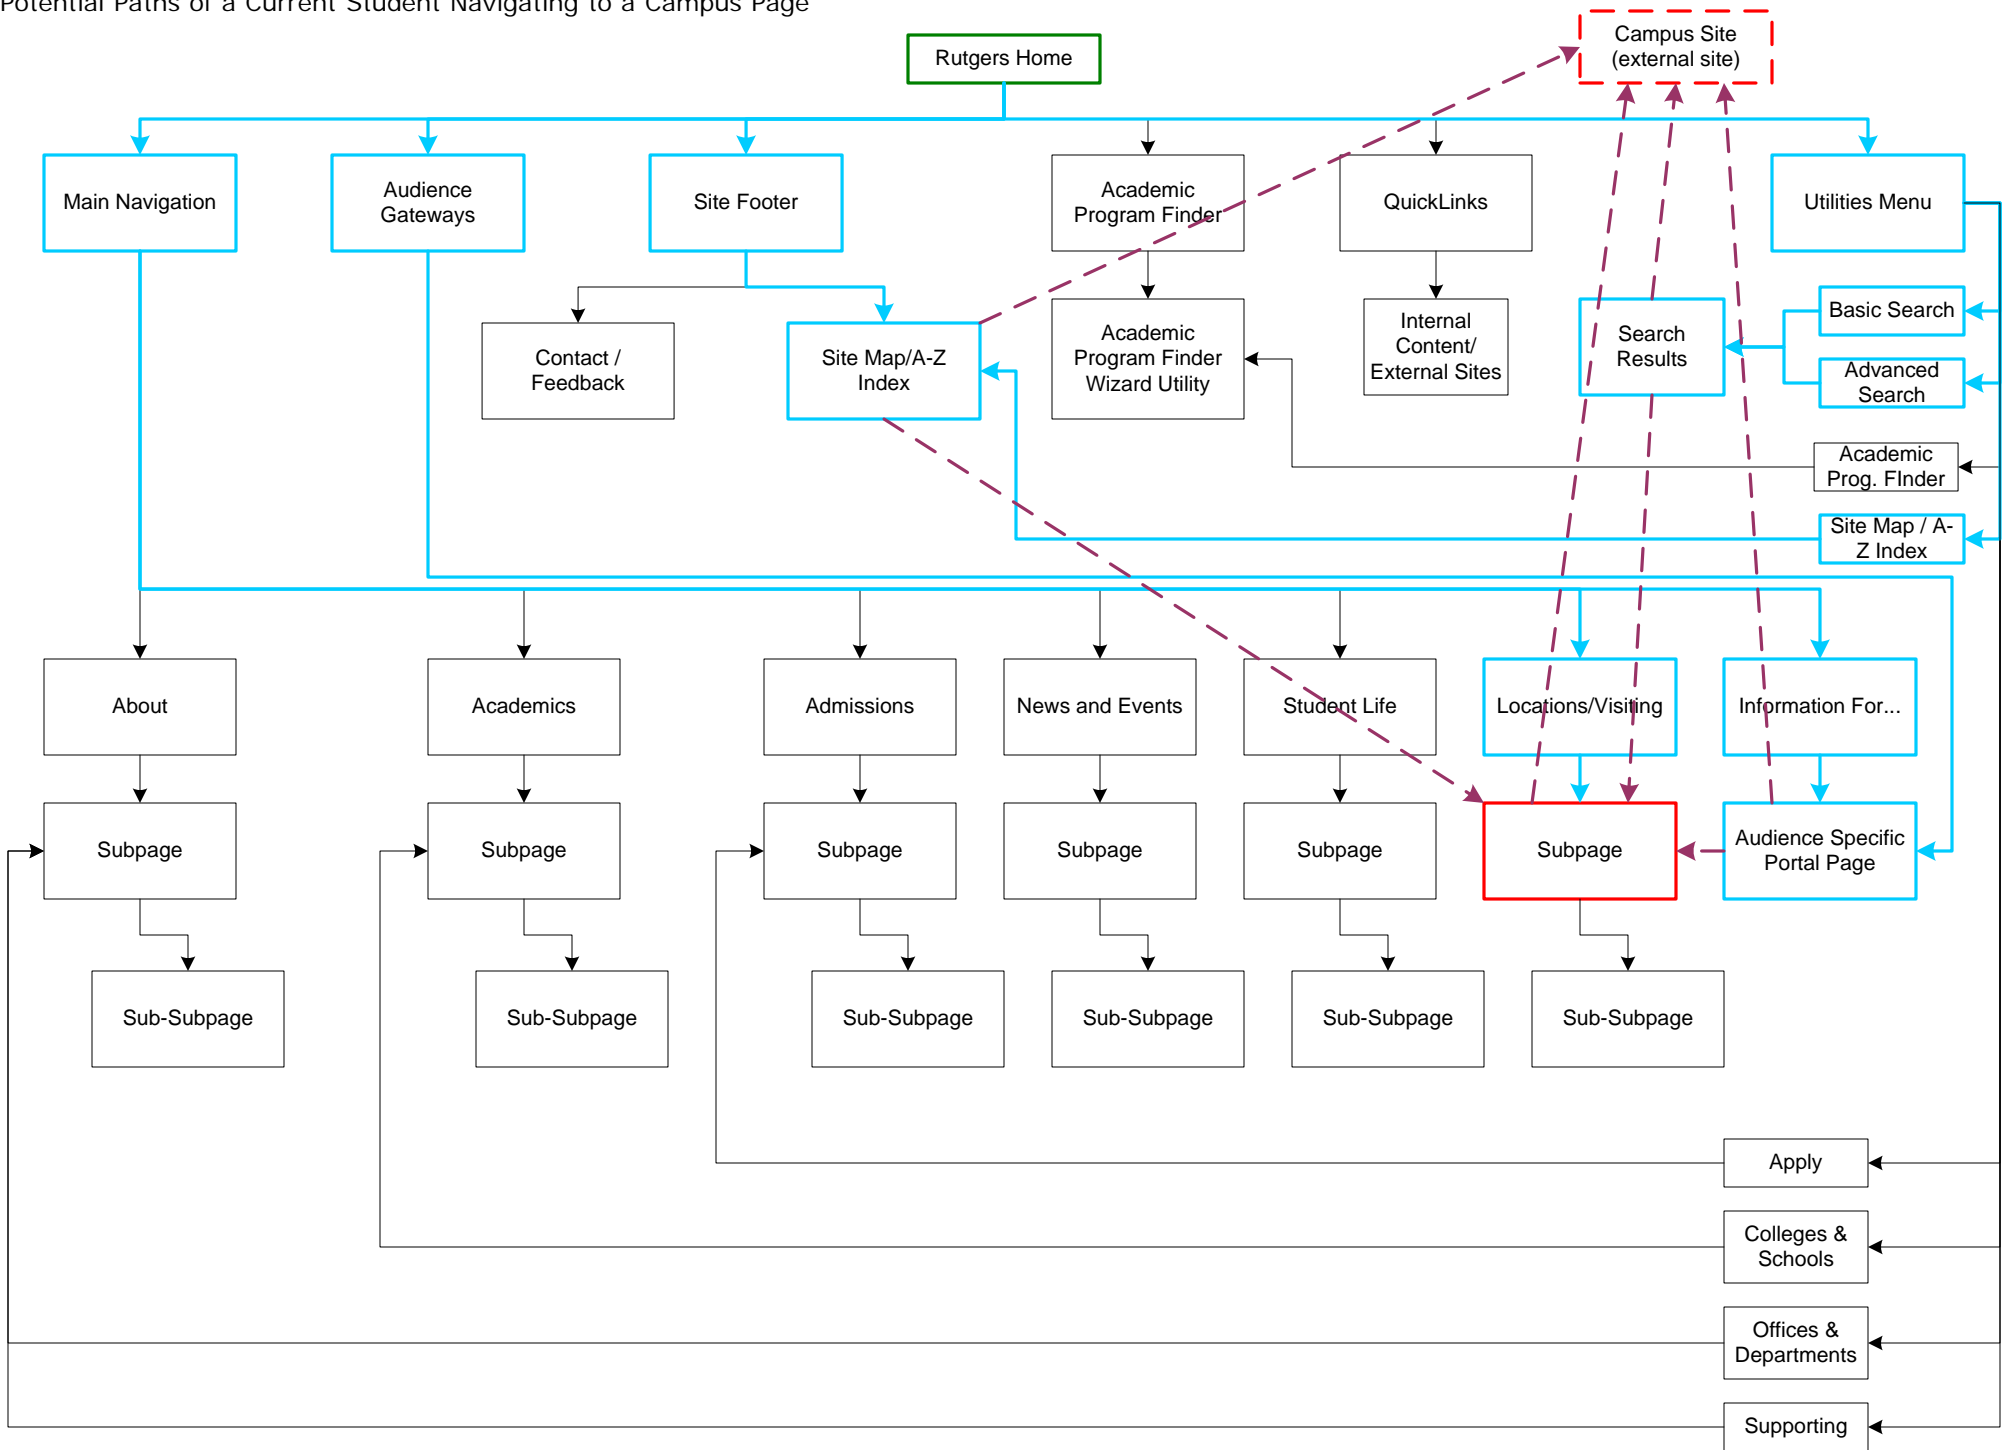 Potential Paths of a Current Student Navigating to a Campus Page
Rutgers Home
Campus Site
(external site)
Main Navigation
Audience
Gateways
Site Footer
Academic
Program Finder
QuickLinks
Utilities Menu
Contact /
Feedback
Site Map/A-Z
Index
Academic
Program Finder
Wizard Utility
Internal
Content/
External Sites
Search
Results
Basic Search
Advanced
Search
Academic
Prog. FInder
Site Map / A-
Z Index
About
Academics
Admissions
News and Events
Student Life
Locations/Visiting
Information For...
Subpage
Subpage
Subpage
Subpage
Subpage
Subpage
Audience Specific
Portal Page
Sub-Subpage
Sub-Subpage
Sub-Subpage
Sub-Subpage
Sub-Subpage
Sub-Subpage
Apply
Colleges &
Schools
Offices &
Departments
Supporting